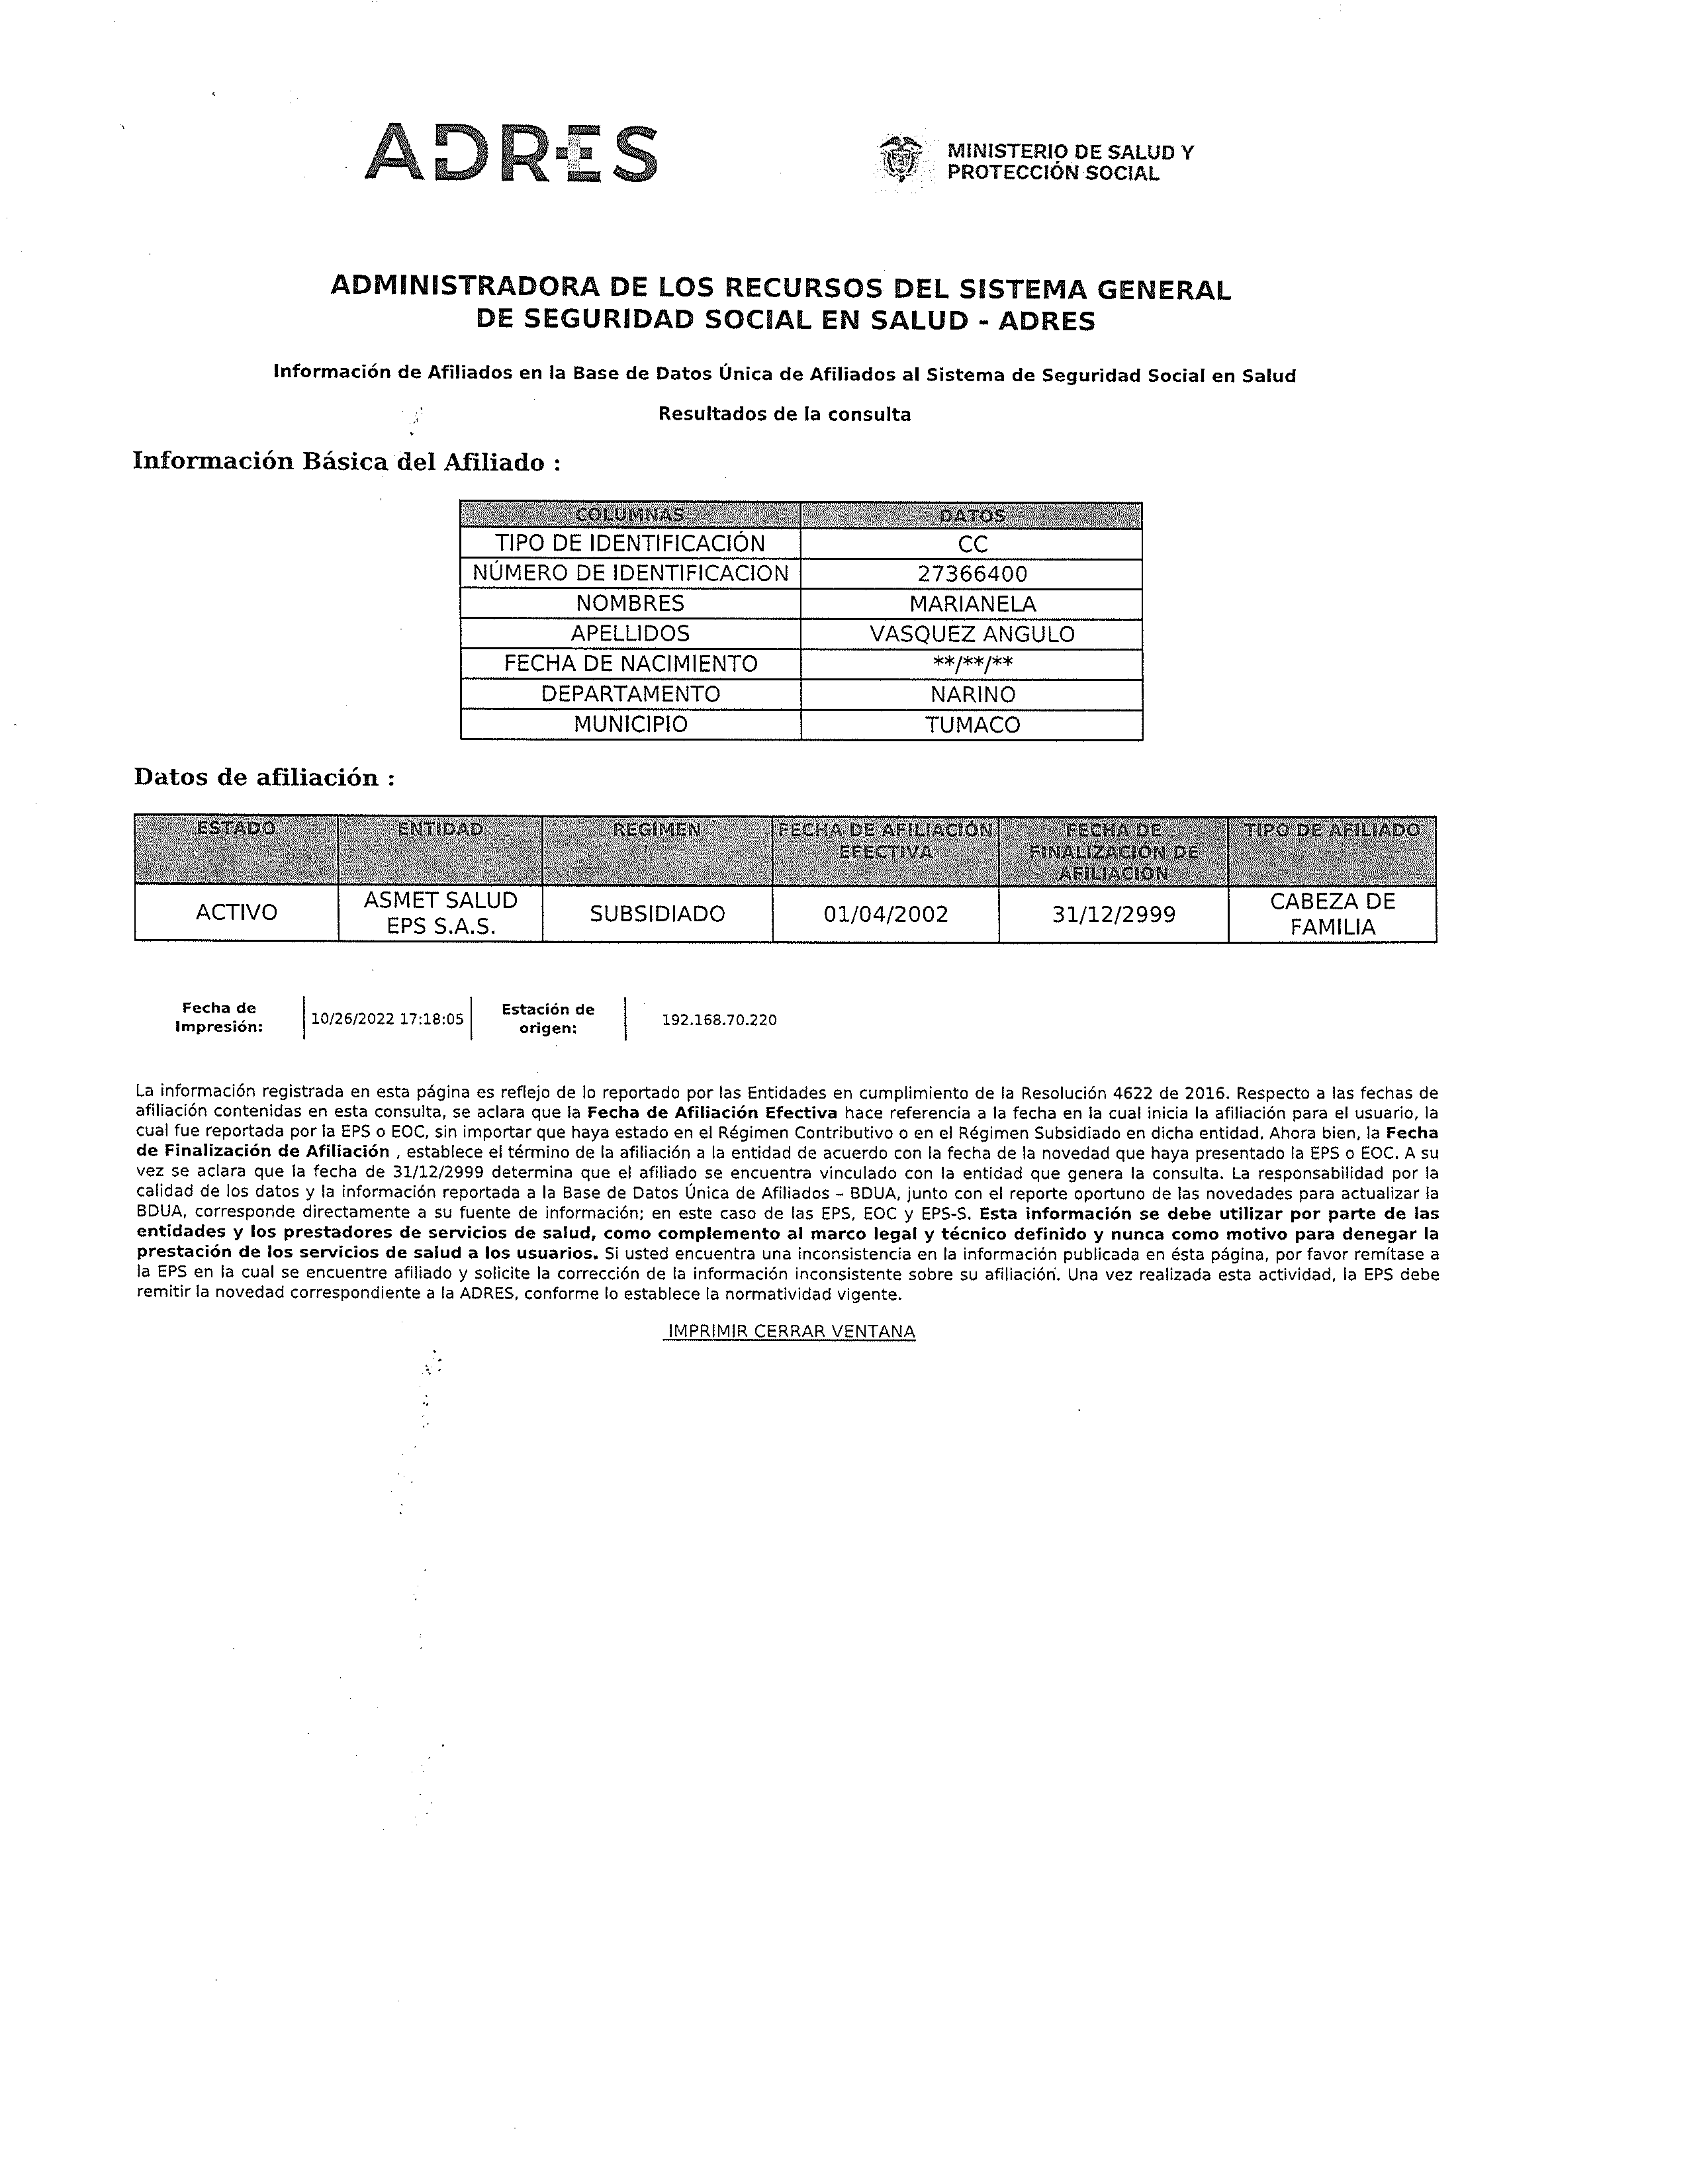 ADRES
MINISTERIO DE SALUD Y
PROTECCIÓN SOCIAL
ADMINISTRADORA DE LOS RECURSOS DEL SISTEMA GENERAL
DE SEGURIDAD SOCIAL EN SALUD - ADRES
Información de Afiliados en la Base de Datos Única de Afiliados al Sistema de Seguridad Social en Salud
Resultados de la consulta
Información Básica del Afiliado :
COLUMNAS DATOS
TIPO DE IDENTIFICACIÓN CC
NÚMERO DE IDENTIFICACION 27366400
NOMBRES MARIANELA
APELLIDOS VASQUEZ ANGULO
FECHA DE NACIMIENTO **/**/**
DEPARTAMENTO NARINO
MUNICIPIO TUMACO
Datos de afiliación :
ESTADO ENTIDAD REGIMEN FECHA DE AFILIACIÓN EFECTIVA FECHA DE FINALIZACIÓN DE AFILIACIÓN TIPO DE AFILIADO
ACTIVO ASMET SALUD EPS S.A.S. SUBSIDIADO 01/04/2002 31/12/2999 CABEZA DE FAMILIA
Fecha de Impresión: 10/26/2022 17:18:05 Estación de origen: 192.168.70.220
La información registrada en esta página es reflejo de lo reportado por las Entidades en cumplimiento de la Resolución 4622 de 2016. Respecto a las fechas de
afiliación contenidas en esta consulta, se aclara que la Fecha de Afiliación Efectiva hace referencia a la fecha en la cual inicia la afiliación para el usuario, la
cual fue reportada por la EPS o EOC, sin importar que haya estado en el Régimen Contributivo o en el Régimen Subsidiado en dicha entidad. Ahora bien, la Fecha
de Finalización de Afiliación , establece el término de la afiliación a la entidad de acuerdo con la fecha de la novedad que haya presentado la EPS o EOC. A su
vez se aclara que la fecha de 31/12/2999 determina que el afiliado se encuentra vinculado con la entidad que genera la consulta. La responsabilidad por la
calidad de los datos y la información reportada a la Base de Datos Única de Afiliados – BDUA, junto con el reporte oportuno de las novedades para actualizar la
BDUA, corresponde directamente a su fuente de información; en este caso de las EPS, EOC y EPS-S. Esta información se debe utilizar por parte de las
entidades y los prestadores de servicios de salud, como complemento al marco legal y técnico definido y nunca como motivo para denegar la
prestación de los servicios de salud a los usuarios. Si usted encuentra una inconsistencia en la información publicada en ésta página, por favor remítase a
la EPS en la cual se encuentre afiliado y solicite la corrección de la información inconsistente sobre su afiliación. Una vez realizada esta actividad, la EPS debe
remitir la novedad correspondiente a la ADRES, conforme lo establece la normatividad vigente.
IMPRIMIR CERRAR VENTANA